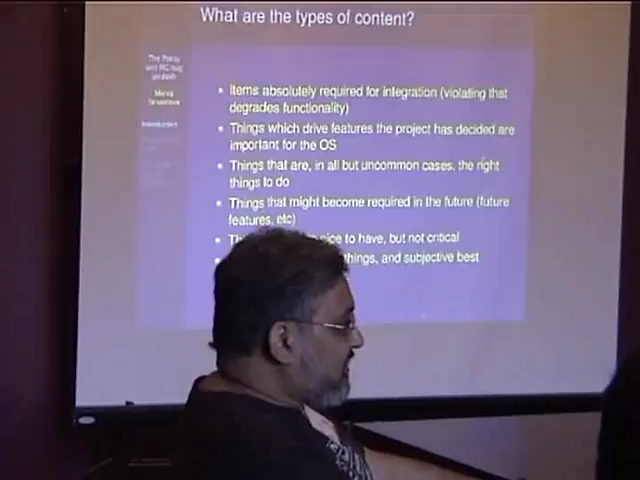 What are the types of content?
Items absolutely required for integration (violating that
degrades functionality)
Things which drive features the project has decided are
important for the OS
Things that are, in all but uncommon cases, the right
things to do
Things that might become required in the future (future
features, etc)
nice to have, but not critical
things, and subjective best
The Policy
Introduction